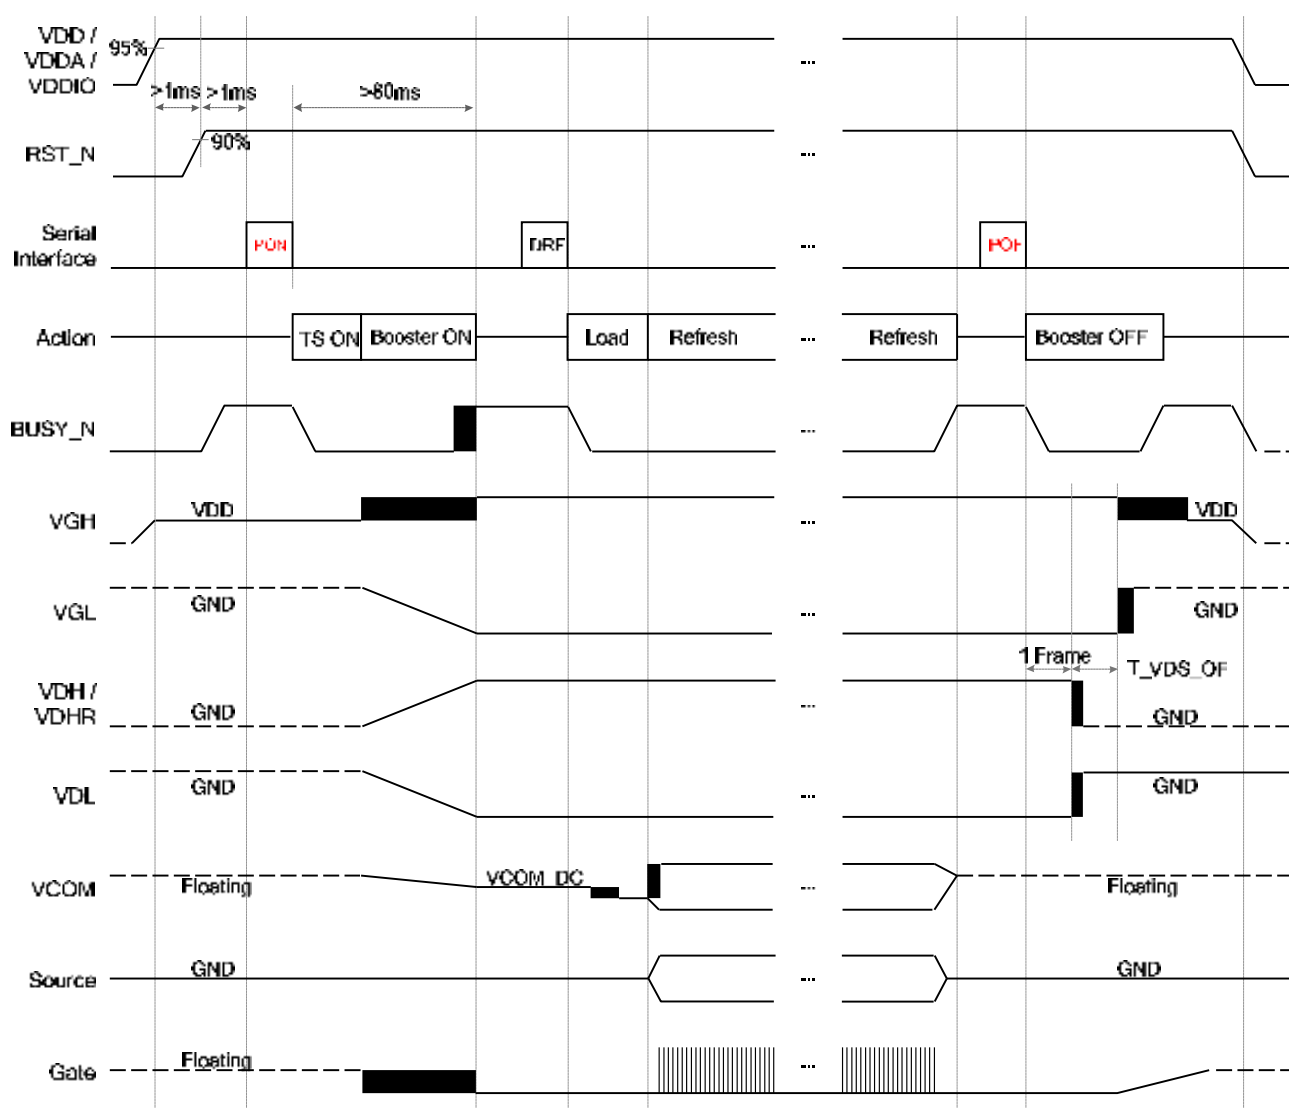 VDD /
VDDA /
VDDIO
95%
>1ms
>1ms
>80ms
...
RST_N
90%
...
Serial
Interface
PON
DRF
...
POF
Action
TS ON
Booster ON
Load
Refresh
...
Refresh
Booster OFF
BUSY_N
...
VGH
VDD
...
VDD
VGL
GND
...
GND
1 Frame
T_VDS_OF
VDH /
VDHR
GND
...
GND
VDL
GND
...
GND
VCOM
Floating
VCOM_DC
...
Floating
Source
GND
...
GND
Gate
Floating
...